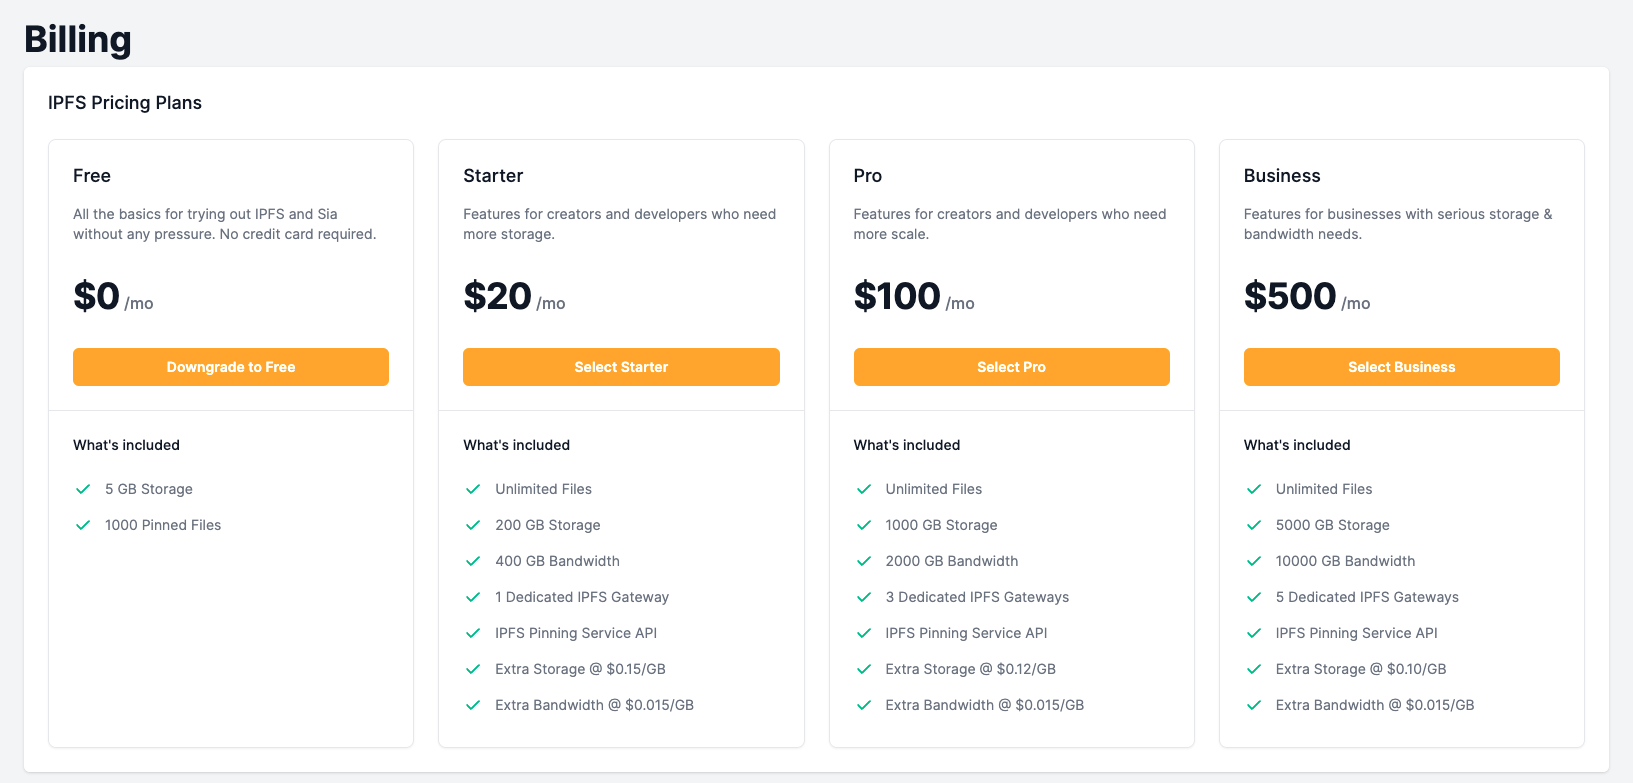 Billing
IPFS Pricing Plans
Free
All the basics for trying out IPFS and Sia
without any pressure. No credit card required.
$0 /mo
Downgrade to Free
What's included
5 GB Storage
1000 Pinned Files
Starter
Features for creators and developers who need
more storage.
$20 /mo
Select Starter
What's included
Unlimited Files
200 GB Storage
400 GB Bandwidth
1 Dedicated IPFS Gateway
IPFS Pinning Service API
Extra Storage @ $0.15/GB
Extra Bandwidth @ $0.015/GB
Pro
Features for creators and developers who need
more scale.
$100 /mo
Select Pro
What's included
Unlimited Files
1000 GB Storage
2000 GB Bandwidth
3 Dedicated IPFS Gateways
IPFS Pinning Service API
Extra Storage @ $0.12/GB
Extra Bandwidth @ $0.015/GB
Business
Features for businesses with serious storage &
bandwidth needs.
$500 /mo
Select Business
What's included
Unlimited Files
5000 GB Storage
10000 GB Bandwidth
5 Dedicated IPFS Gateways
IPFS Pinning Service API
Extra Storage @ $0.10/GB
Extra Bandwidth @ $0.015/GB